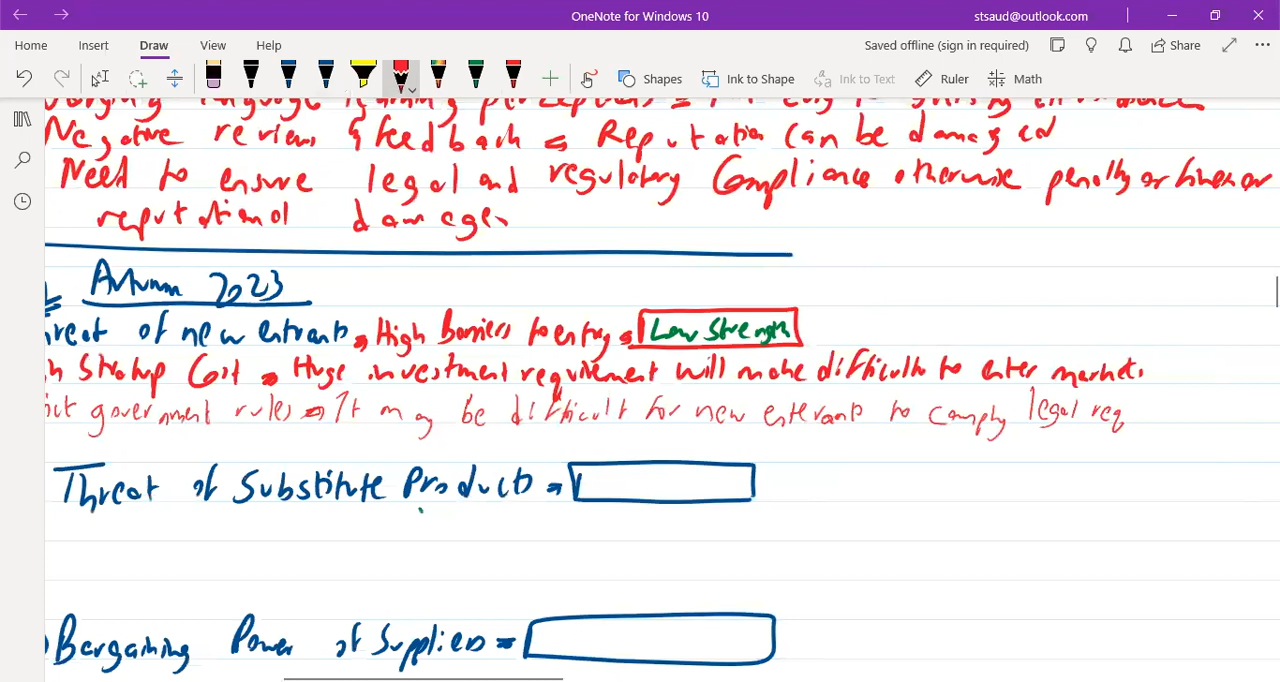 OneNote for Windows 10
stsaud@outlook.com
Home Insert Draw View Help
Saved offline (sign in required) Share
Shapes Ink to Shape Ink to Text Ruler Math
Negative reviews & feedback = Reputation can be damaged
Need to ensure legal and regulatory Compliance otherwise penalty or fines or
reputational damages
Autumn 2023
of new entrants High Barriers to entry Low Strength
Startup Cost Huge investment requirement will make difficult to enter market.
government rules It may be difficult for new enterants to comply legal req
Threat of Substitute Products =
Bargaining Power of Suppliers =